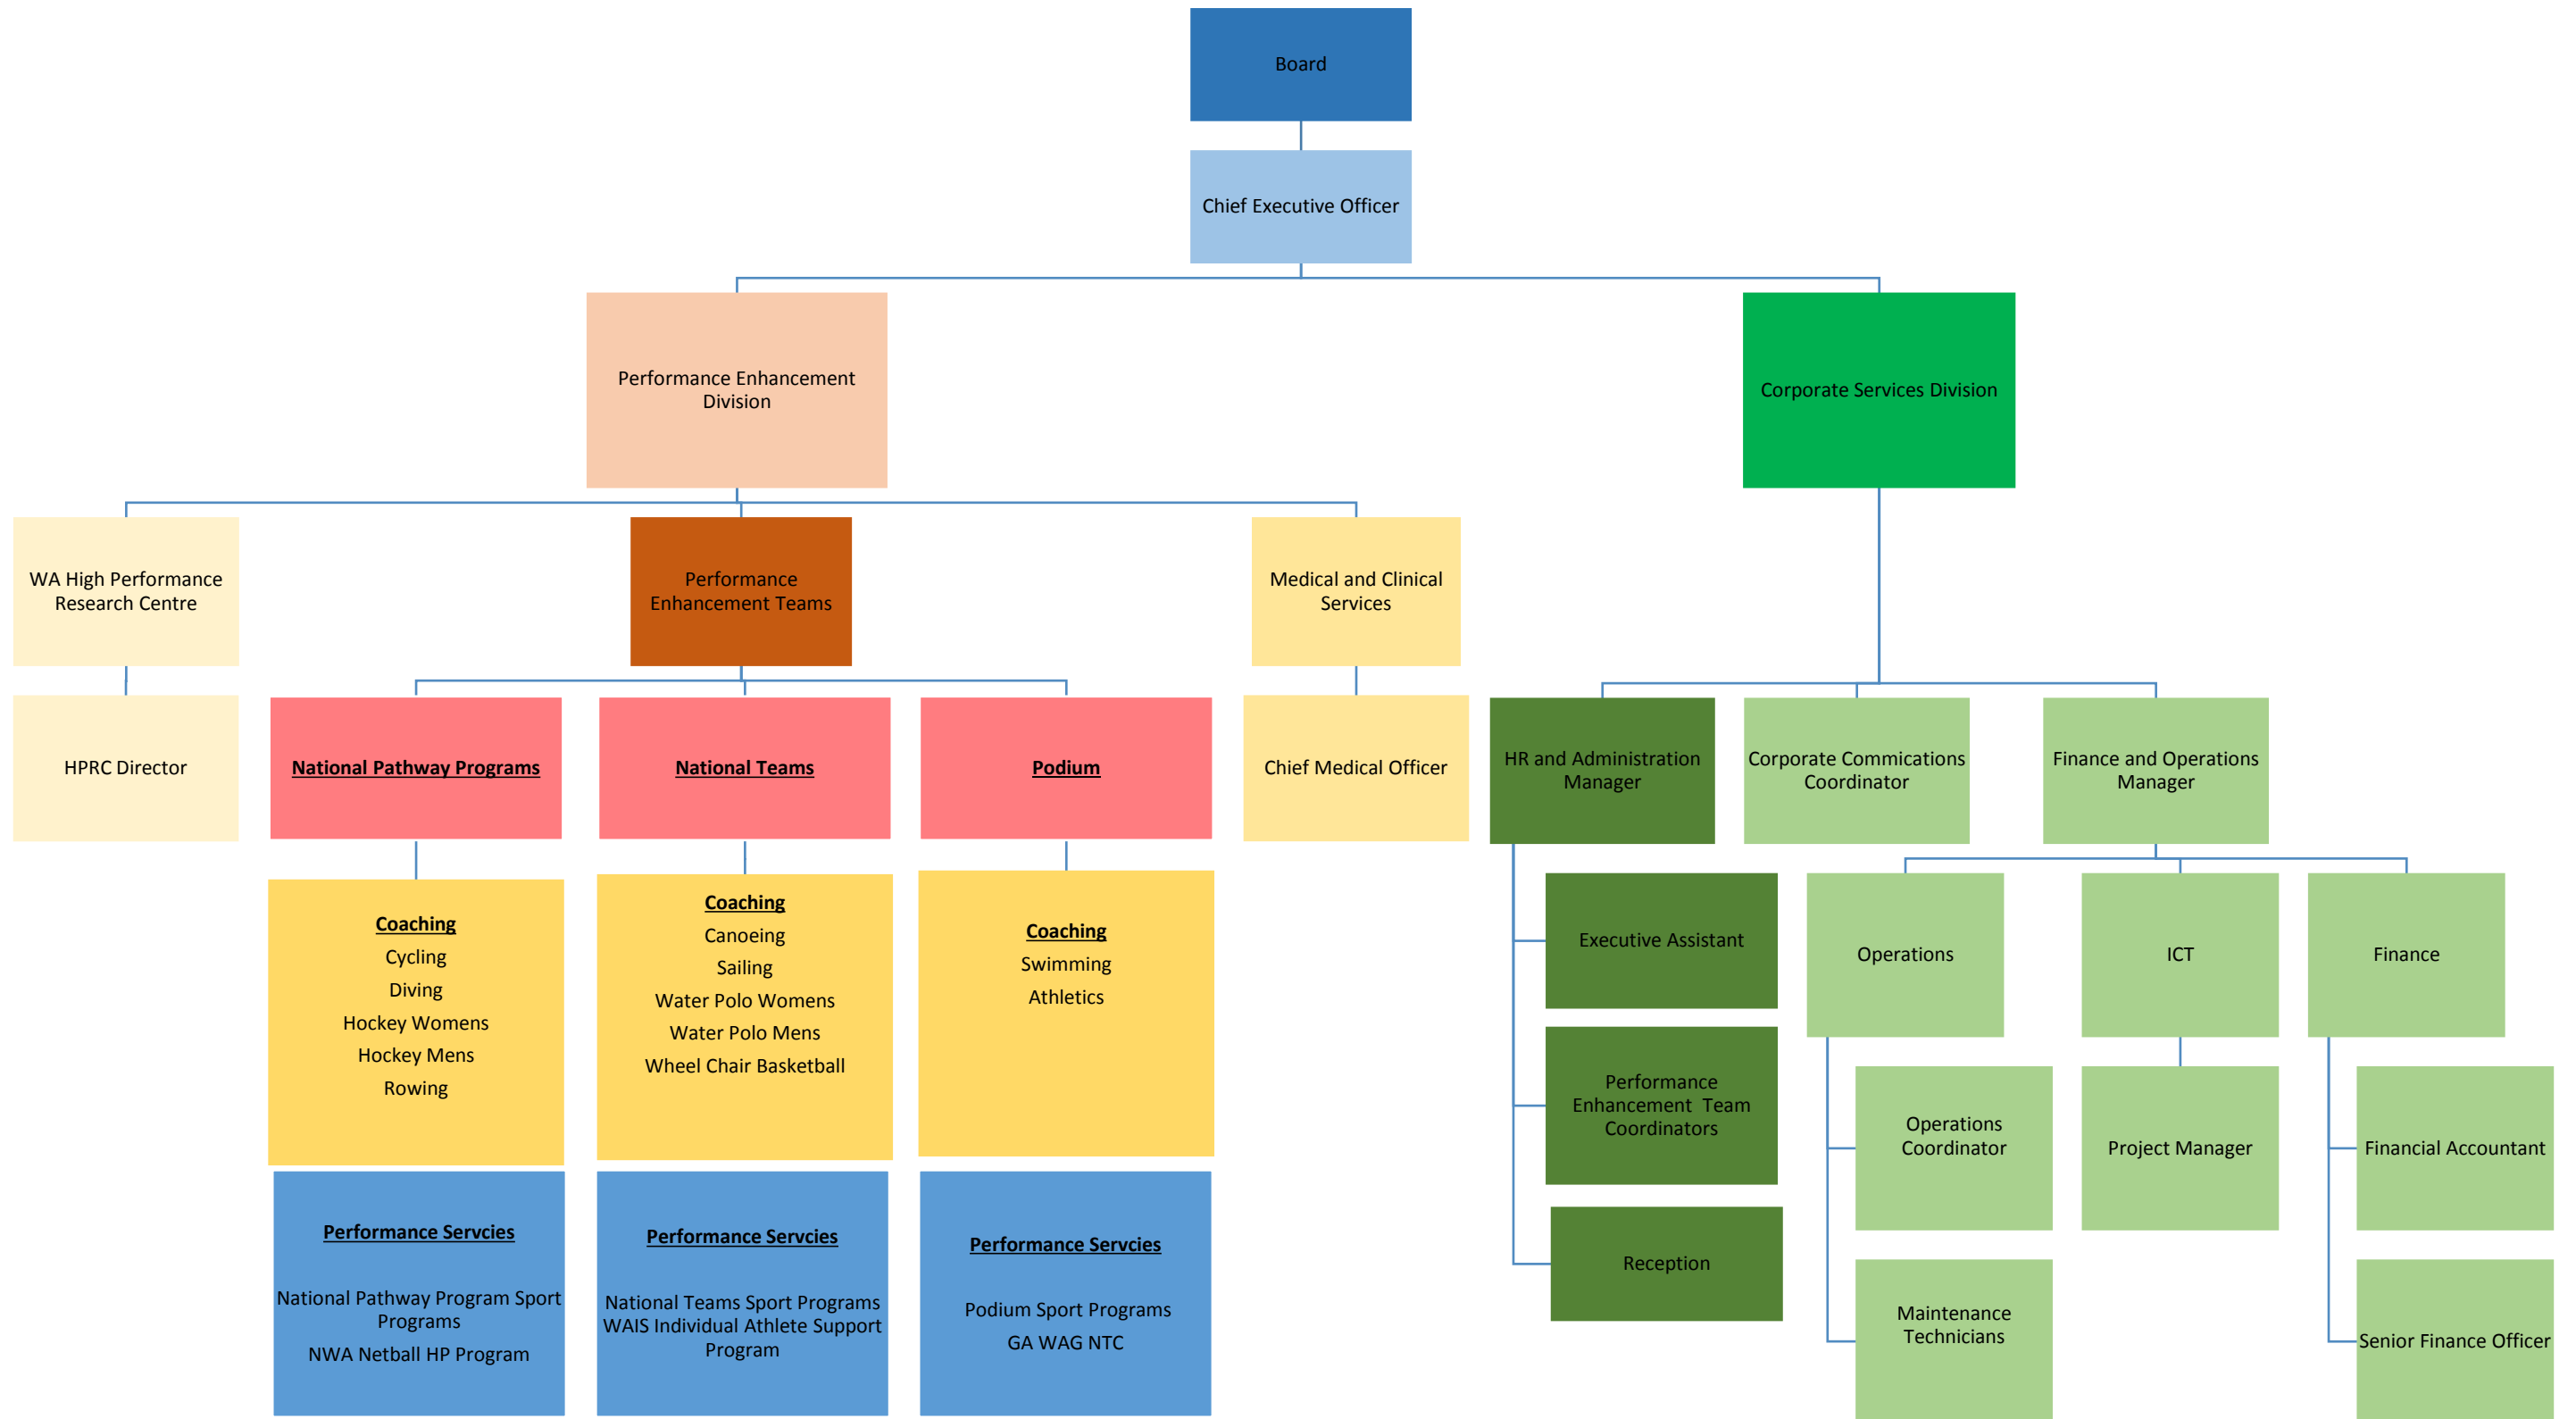 Board
Chief Executive Officer
Performance Enhancement
Division
Corporate Services Division
WA High Performance
Research Centre
Performance
Enhancement Teams
Medical and Clinical
Services
HPRC Director
National Pathway Programs
National Teams
Podium
Chief Medical Officer
HR and Administration
Manager
Corporate Commications
Coordinator
Finance and Operations
Manager
Coaching
Cycling
Diving
Hockey Womens
Hockey Mens
Rowing
Coaching
Canoeing
Sailing
Water Polo Womens
Water Polo Mens
Wheel Chair Basketball
Coaching
Swimming
Athletics
Performance Servcies
National Pathway Program Sport
Programs
NWA Netball HP Program
Performance Servcies
National Teams Sport Programs
WAIS Individual Athlete Support
Program
Performance Servcies
Podium Sport Programs
GA WAG NTC
Executive Assistant
Performance
Enhancement  Team
Coordinators
Reception
Operations
ICT
Finance
Operations
Coordinator
Project Manager
Financial Accountant
Maintenance
Technicians
Senior Finance Officer